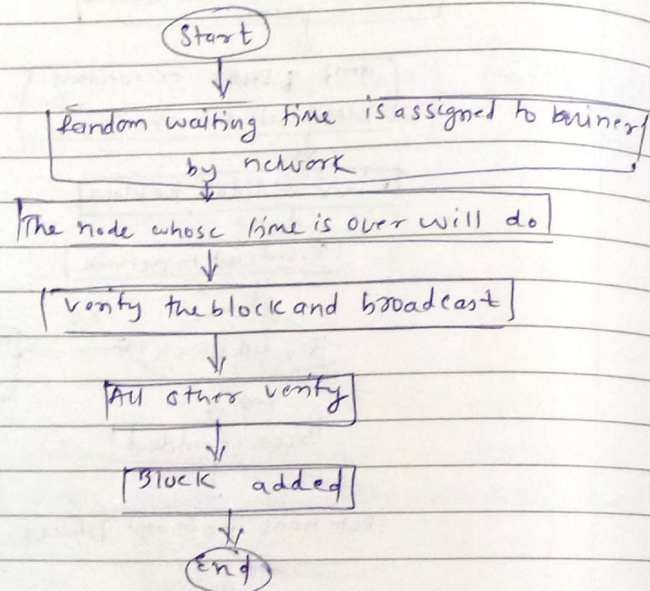 Start
Random waiting time is assigned to
by network
The node whose time is over will do
Verify the block and broadcast
All other verify
Block added
End